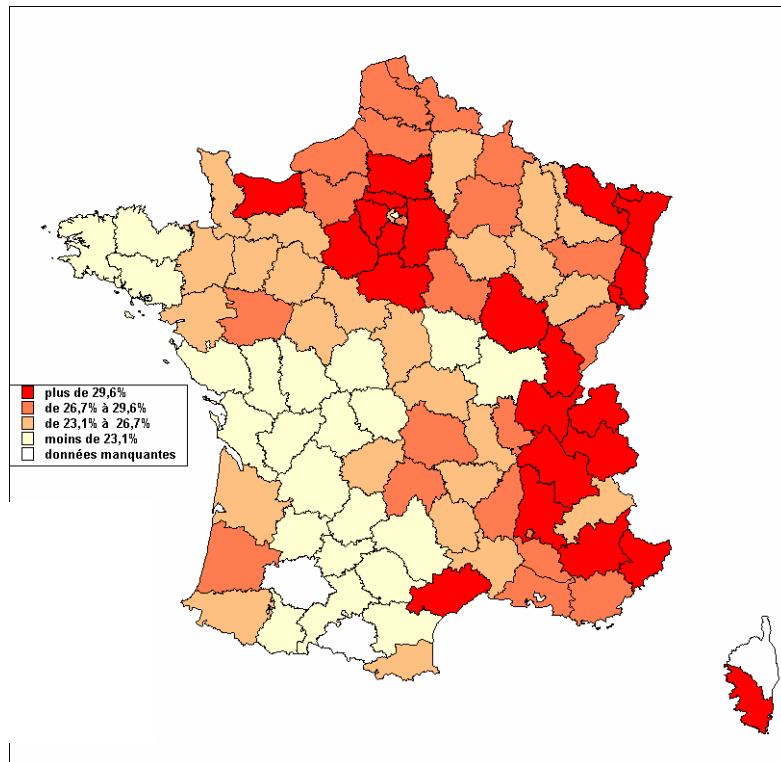 plus de 29,6%
de 26,7% à 29,6%
de 23,1% à 26,7%
moins de 23,1%
données manquantes